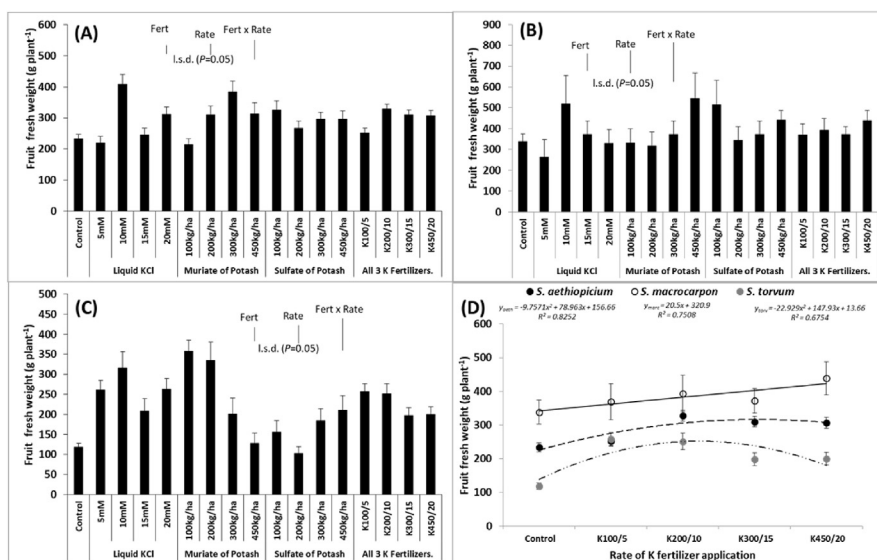 (A)
Fert
Rate
Fert x Rate
l.s.d. (P=0.05)
Fruit fresh weight (g plant⁻¹)
600
500
400
300
200
100
0
Control
5mM
10mM
15mM
20mM
100kg/ha
200kg/ha
300kg/ha
450kg/ha
100kg/ha
200kg/ha
300kg/ha
450kg/ha
K100/5
K200/10
K300/15
K450/20
Liquid KCl
Muriate of Potash
Sulfate of Potash
All 3 K Fertilizers.
(B)
Fert
Rate
Fert x Rate
l.s.d. (P=0.05)
Fruit fresh weight (g plant⁻¹)
900
800
700
600
500
400
300
200
100
0
Control
5mM
10mM
15mM
20mM
100kg/ha
200kg/ha
300kg/ha
450kg/ha
100kg/ha
200kg/ha
300kg/ha
450kg/ha
K100/5
K200/10
K300/15
K450/20
Liquid KCl
Muriate of Potash
Sulfate of Potash
All 3 K Fertilizers.
(C)
Fert
Rate
Fert x Rate
l.s.d. (P=0.05)
Fruit fresh weight (g plant⁻¹)
500
450
400
350
300
250
200
150
100
50
0
Control
5mM
10mM
15mM
20mM
100kg/ha
200kg/ha
300kg/ha
450kg/ha
100kg/ha
200kg/ha
300kg/ha
450kg/ha
K100/5
K200/10
K300/15
K450/20
Liquid KCl
Muriate of Potash
Sulfate of Potash
All 3 K Fertilizers.
S. aethiopicium S. macrocarpon S. torvum
y = -9.7571x² + 78.963x + 156.66 y = 20.5x + 320.9 y = -22.929x² + 147.93x + 13.66
R² = 0.8252 R² = 0.7508 R² = 0.6754
(D)
Fruit fresh weight (g plant⁻¹)
600
500
400
300
200
100
0
Control
K100/5
K200/10
K300/15
K450/20
Rate of K fertilizer application